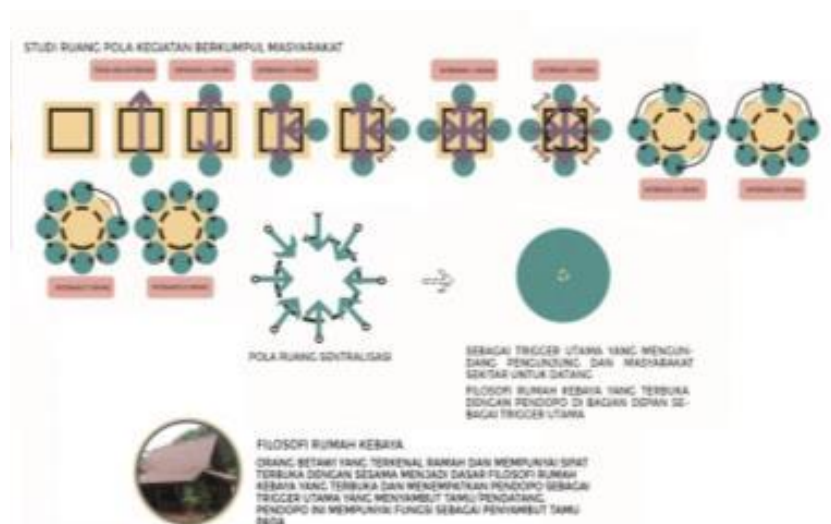 STUDI RUANG POLA KEGIATAN BERKUMPUL MASYARAKAT
POLA RUANG SENTRALISASI
SEBAGAI TRIGGER UTAMA YANG MENGUN-
DANG PENGUNJUNG DAN MASYARAKAT
SEKITAR UNTUK DATANG
FILOSOFI RUMAH KEBAYA YANG TERBUKA
DENGAN PENDOPO DI BAGIAN DEPAN SE-
BAGAI TRIGGER UTAMA
FILOSOFI RUMAH KEBAYA
ORANG BETAWI YANG TERKENAL RAMAH DAN MEMPUNYAI SIFAT
TERBUKA DENGAN SESAMA MENJADI DASAR FILOSOFI RUMAH
KEBAYA YANG TERBUKA DAN MENEMPATKAN PENDOPO SEBAGAI
TRIGGER UTAMA YANG MENYAMBUT TAMU PENDATANG.
PENDOPO INI MEMPUNYAI FUNGSI SEBAGAI PENYAMBUT TAMU
PADA